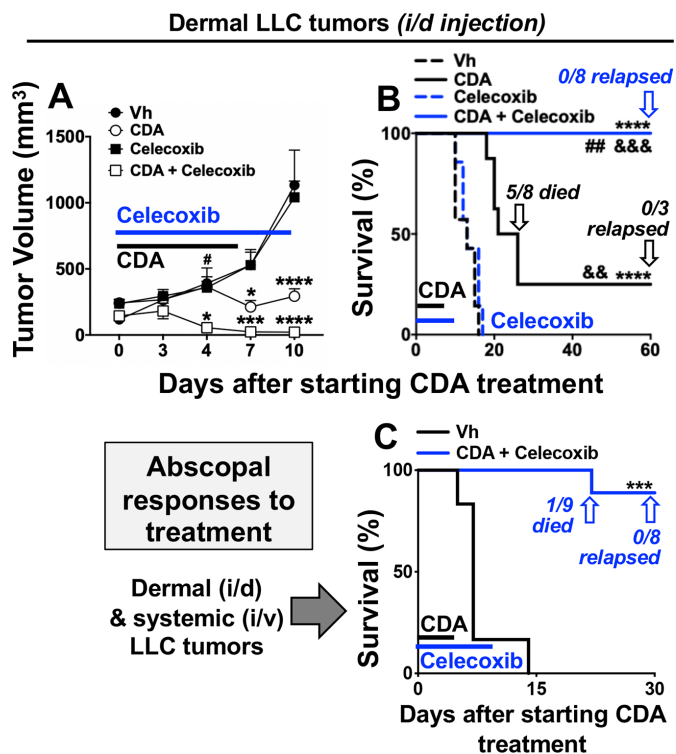 Dermal LLC tumors (i/d injection)
A
Tumor Volume (mm³)
Vh
CDA
Celecoxib
CDA + Celecoxib
1500
1000
500
0
Celecoxib
CDA
#
*
****
*
***
****
0 3 4 7 10
B
Vh
CDA
Celecoxib
CDA + Celecoxib
0/8 relapsed
****
## &&&
5/8 died
0/3
relapsed
&& ****
Survival (%)
100
50
0
CDA
Celecoxib
0 20 40 60
Days after starting CDA treatment
Abscopal
responses to
treatment
Dermal (i/d)
& systemic (i/v)
LLC tumors
C
Vh
CDA + Celecoxib
Survival (%)
100
50
0
***
1/9
died
0/8
relapsed
CDA
Celecoxib
0 15 30
Days after starting CDA
treatment